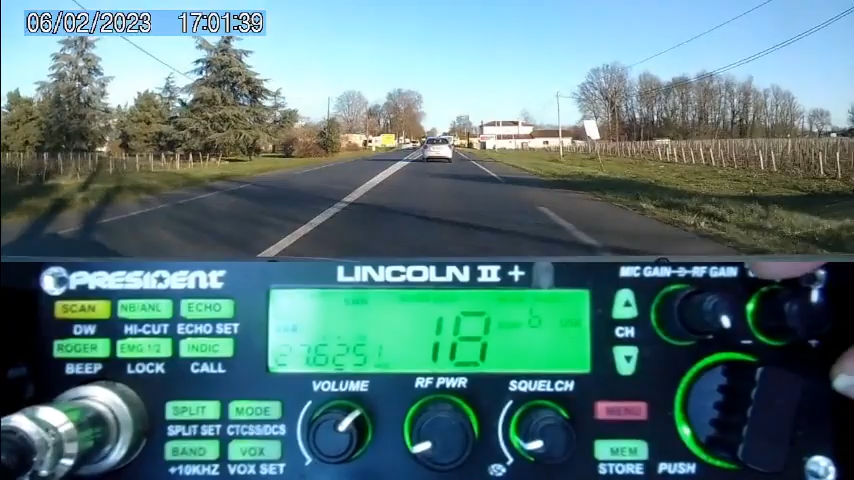 06/02/2023 17:01:39
PRESIDENT
LINCOLN II +
MIC GAIN RF GAIN
SCAN NB/ANL ECHO
DW HI-CUT ECHO SET
ROGER EMG 1/2 INDIC
BEEP LOCK CALL
27.6251
18
6
CH
VOLUME RF PWR SQUELCH
SPLIT MODE
SPLIT SET CTCSS/DCS
BAND VOX
+10KHZ VOX SET
MENU
MEM
STORE PUSH